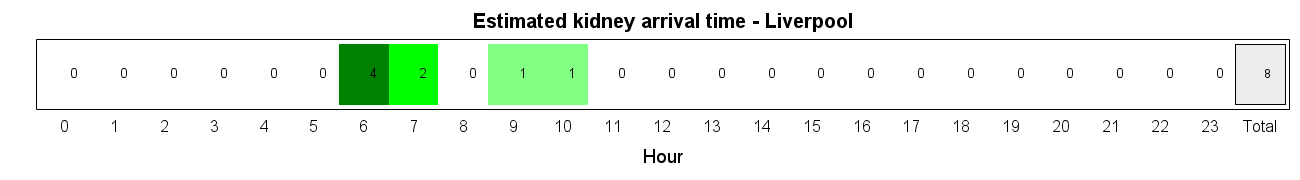 Estimated kidney arrival time - Liverpool
0 0 0 0 0 0 4 2 0 1 1 0 0 0 0 0 0 0 0 0 0 0 0 0 8
0 1 2 3 4 5 6 7 8 9 10 11 12 13 14 15 16 17 18 19 20 21 22 23 Total
Hour